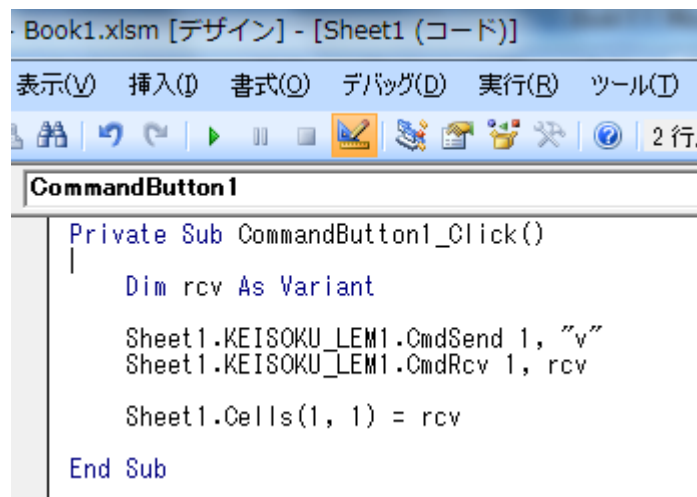 Book1.xlsm [デザイン] - [Sheet1 (コード)]
表示(V) 挿入(I) 書式(O) デバッグ(D) 実行(R) ツール(T)
2 行
CommandButton1
Private Sub CommandButton1_Click()
Dim rcv As Variant
Sheet1.KEISOKU_LEM1.CmdSend 1, "v"
Sheet1.KEISOKU_LEM1.CmdRcv 1, rcv
Sheet1.Cells(1, 1) = rcv
End Sub